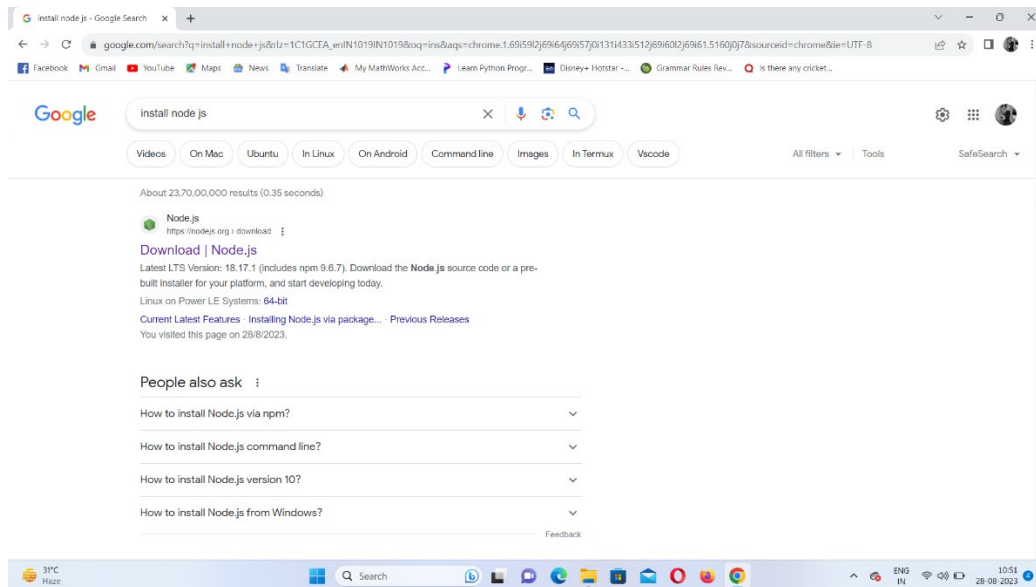 install node js - Google Search
google.com/search?q=install+node+js&rlz=1C1GCEA_enIN1019IN1019&oq=ins&aqs=chrome.1.69i59l2j69i64j69i57j0i131i433i512j69i60l2j69i61.5160j0j7&sourceid=chrome&ie=UTF-8
Facebook Gmail YouTube Maps News Translate My MathWorks Acc... Learn Python Progr... Disney+ Hotstar -... Grammar Rules Rev... Is there any cricket...
Google install node js
Videos On Mac Ubuntu In Linux On Android Command line Images In Termux Vscode All filters Tools SafeSearch
About 23,70,00,000 results (0.35 seconds)
Node.js
https://nodejs.org › download
Download | Node.js
Latest LTS Version: 18.17.1 (includes npm 9.6.7). Download the Node.js source code or a pre-
built installer for your platform, and start developing today.
Linux on Power LE Systems: 64-bit
Current Latest Features · Installing Node.js via package... · Previous Releases
You visited this page on 28/8/2023.
People also ask
How to install Node.js via npm?
How to install Node.js command line?
How to install Node.js version 10?
How to install Node.js from Windows?
Feedback
31°C
Haze
Search
ENG
IN
10:51
28-08-2023